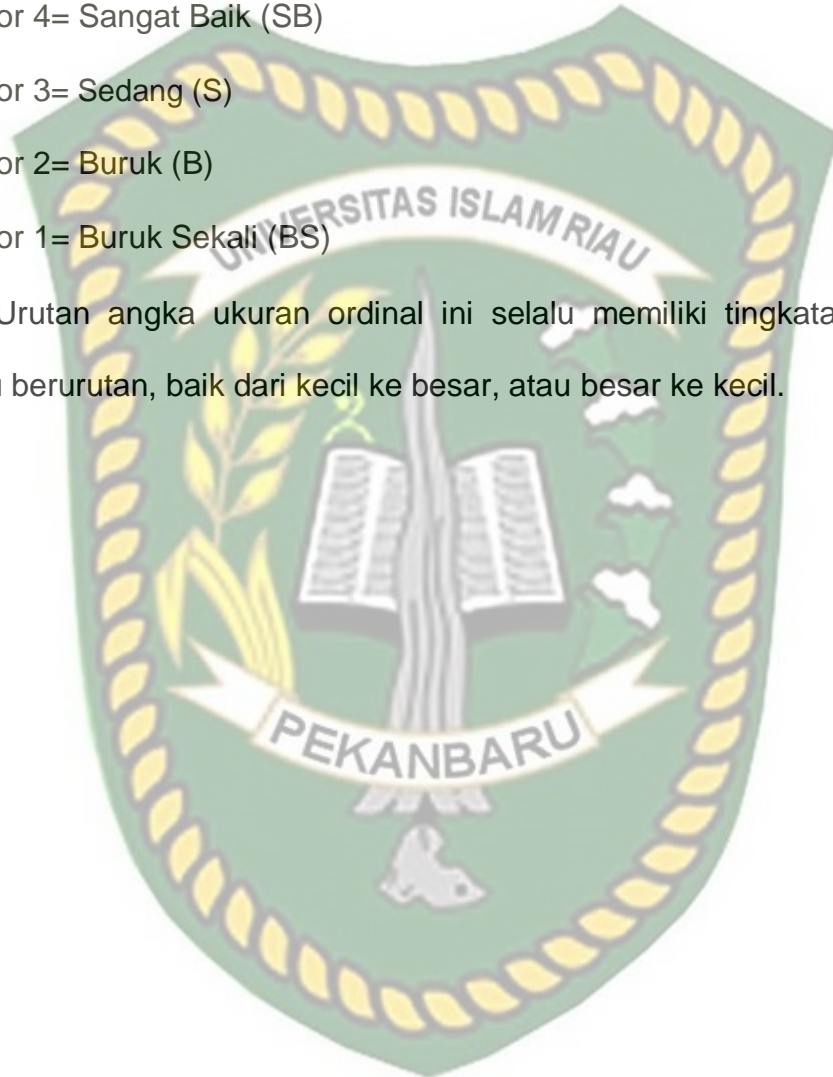 or 4= Sangat Baik (SB)
or 3= Sedang (S)
or 2= Buruk (B)
UNIVERSITAS ISLAM RIAU
or 1= Buruk Sekali (BS)
Urutan angka ukuran ordinal ini selalu memiliki tingkata
berurutan, baik dari kecil ke besar, atau besar ke kecil.
PEKANBARU